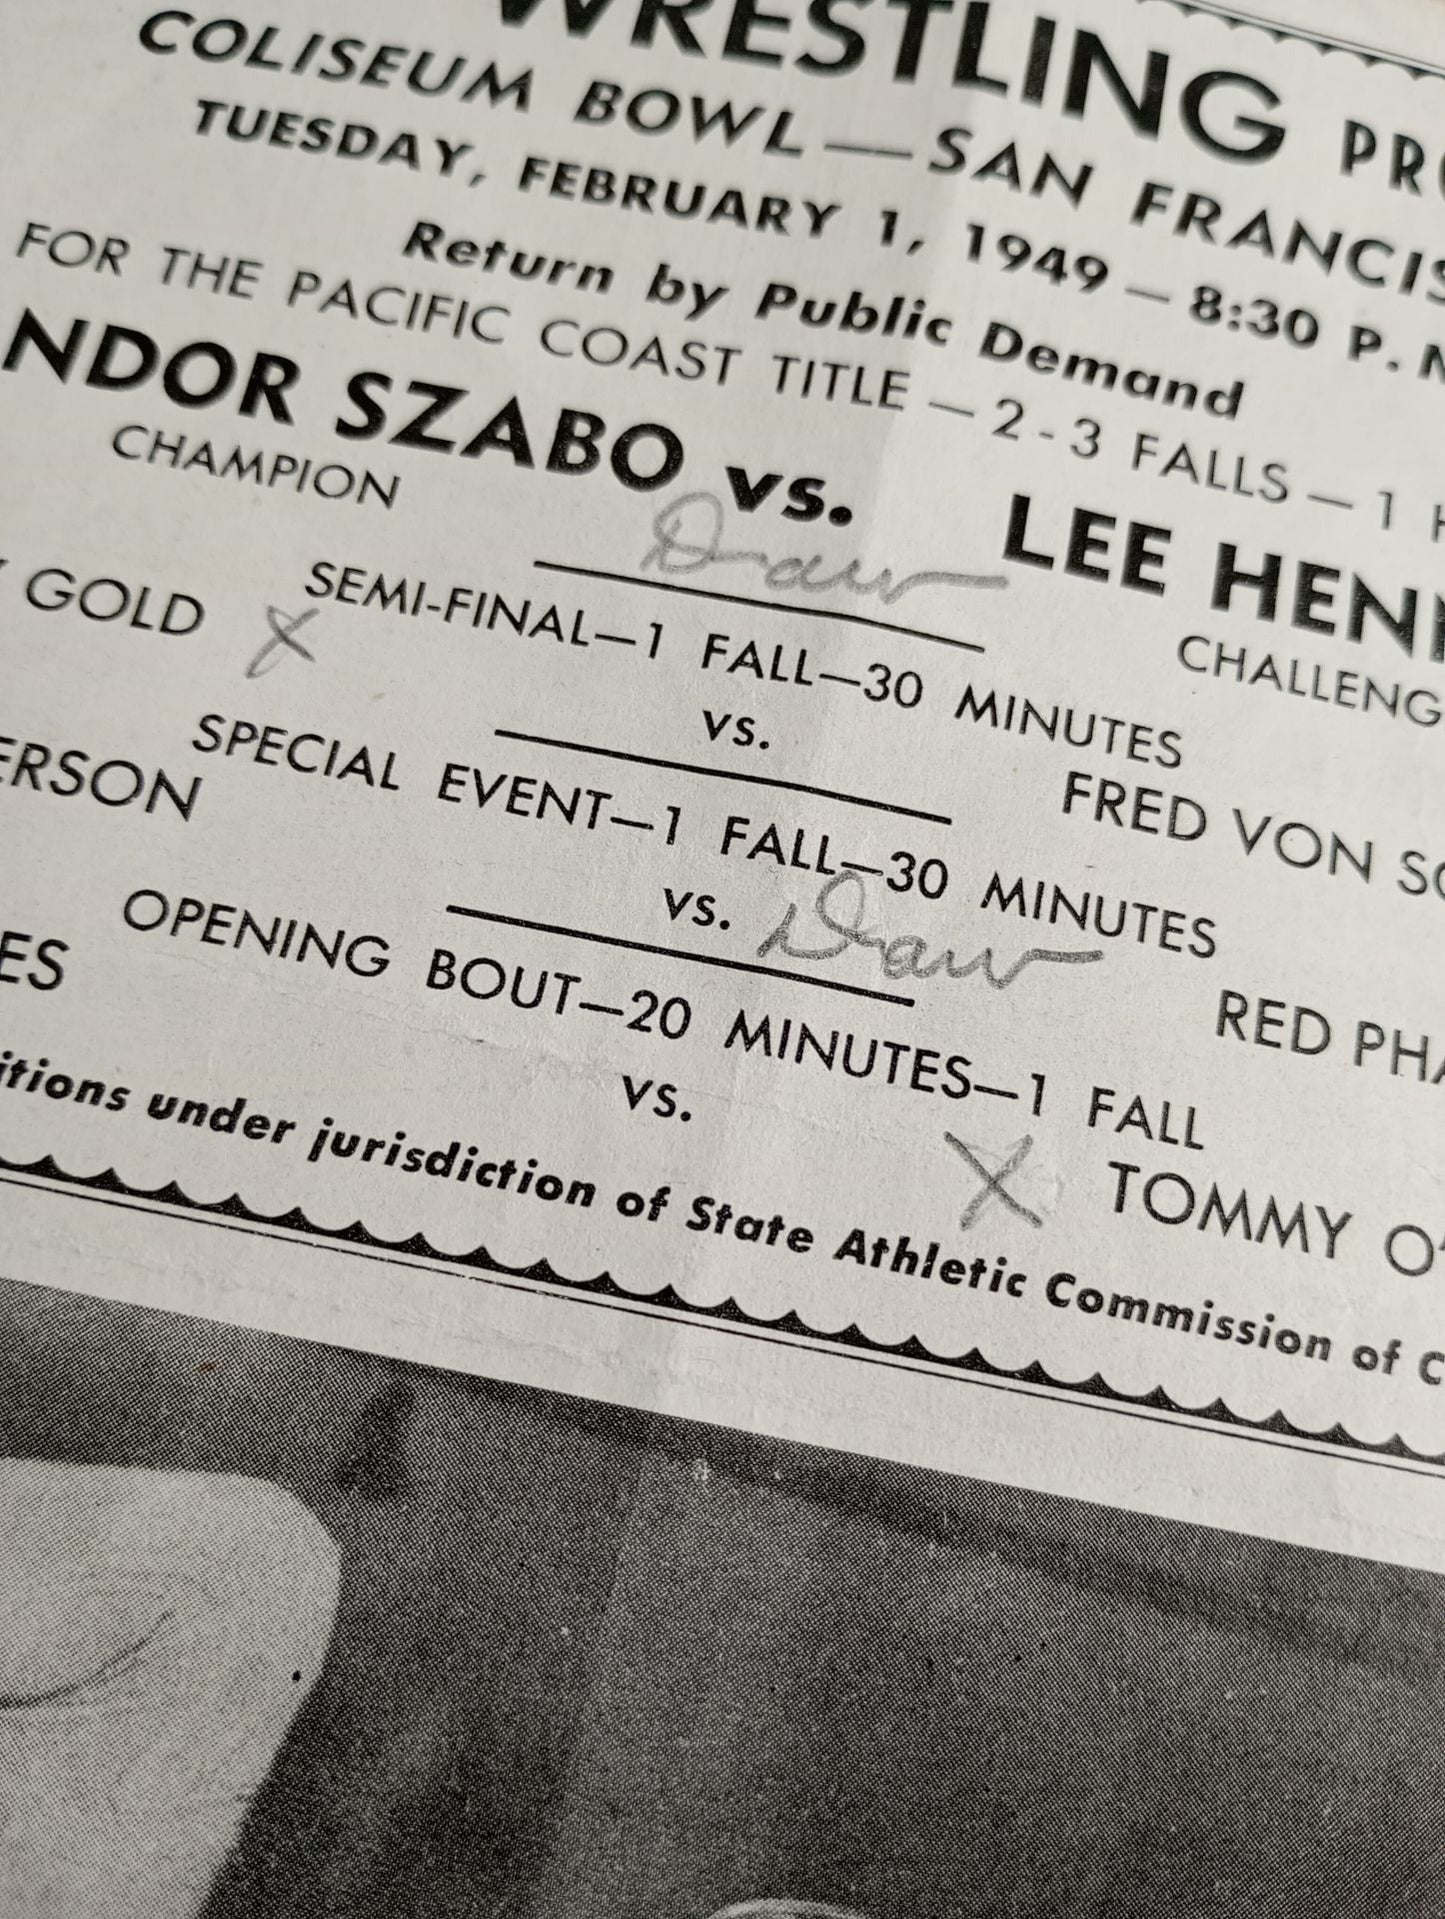 WRESTLING PR
COLISEUM BOWL—SAN FRANCIS
TUESDAY, FEBRUARY 1, 1949 — 8:30 P. M
Return by Public Demand
FOR THE PACIFIC COAST TITLE — 2-3 FALLS — 1 H
NDOR SZABO vs. LEE HENN
CHAMPION CHALLENG
Draw
SEMI-FINAL—1 FALL—30 MINUTES
GOLD X vs. FRED VON SC
SPECIAL EVENT—1 FALL—30 MINUTES
ERSON vs. Draw RED PHA
OPENING BOUT—20 MINUTES—1 FALL
ES vs. X TOMMY O'
itions under jurisdiction of State Athletic Commission of C